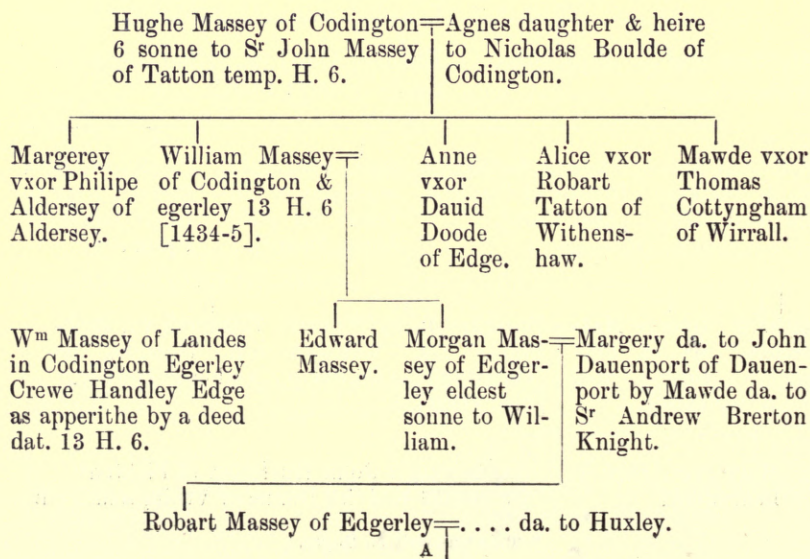 Hughe Massey of Codington
6 sonne to Sʳ John Massey
of Tatton temp. H. 6.
Agnes daughter & heire
to Nicholas Boulde of
Codington.
Margerey
vxor Philipe
Aldersey of
Aldersey.
William Massey
of Codington &
egerley 13 H. 6
[1434-5].
Anne
vxor
Dauid
Doode
of Edge.
Alice vxor
Robart
Tatton of
Withens-
haw.
Mawde vxor
Thomas
Cottyngham
of Wirrall.
Wᵐ Massey of Landes
in Codington Egerley
Crewe Handley Edge
as apperithe by a deed
dat. 13 H. 6.
Edward
Massey.
Morgan Mas-
sey of Edger-
ley eldest
sonne to Wil-
liam.
Margery da. to John
Dauenport of Dauen-
port by Mawde da. to
Sʳ Andrew Brerton
Knight.
Robart Massey of Edgerley
. . . . da. to Huxley.
A